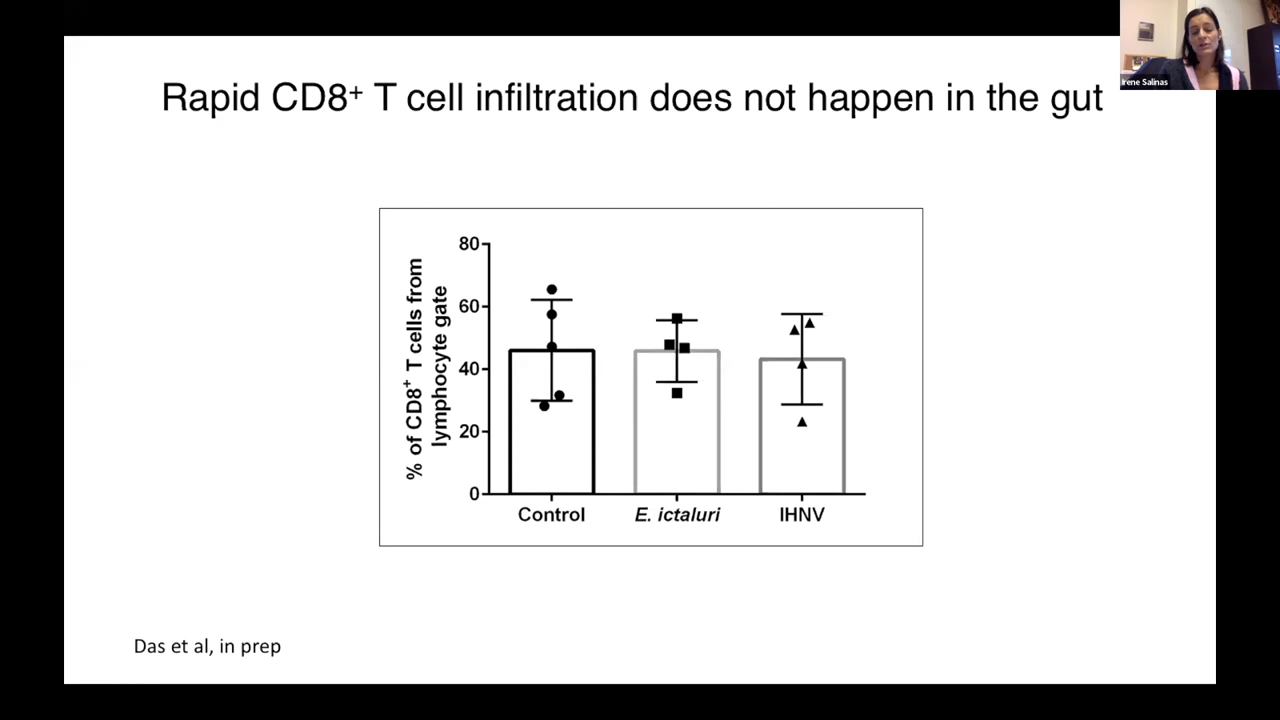 Rapid CD8⁺ T cell infiltration does not happen in the gut
Irene Salinas
% of CD8⁺ T cells from
lymphocyte gate
80
60
40
20
0
Control
E. ictaluri
IHNV
Das et al, in prep